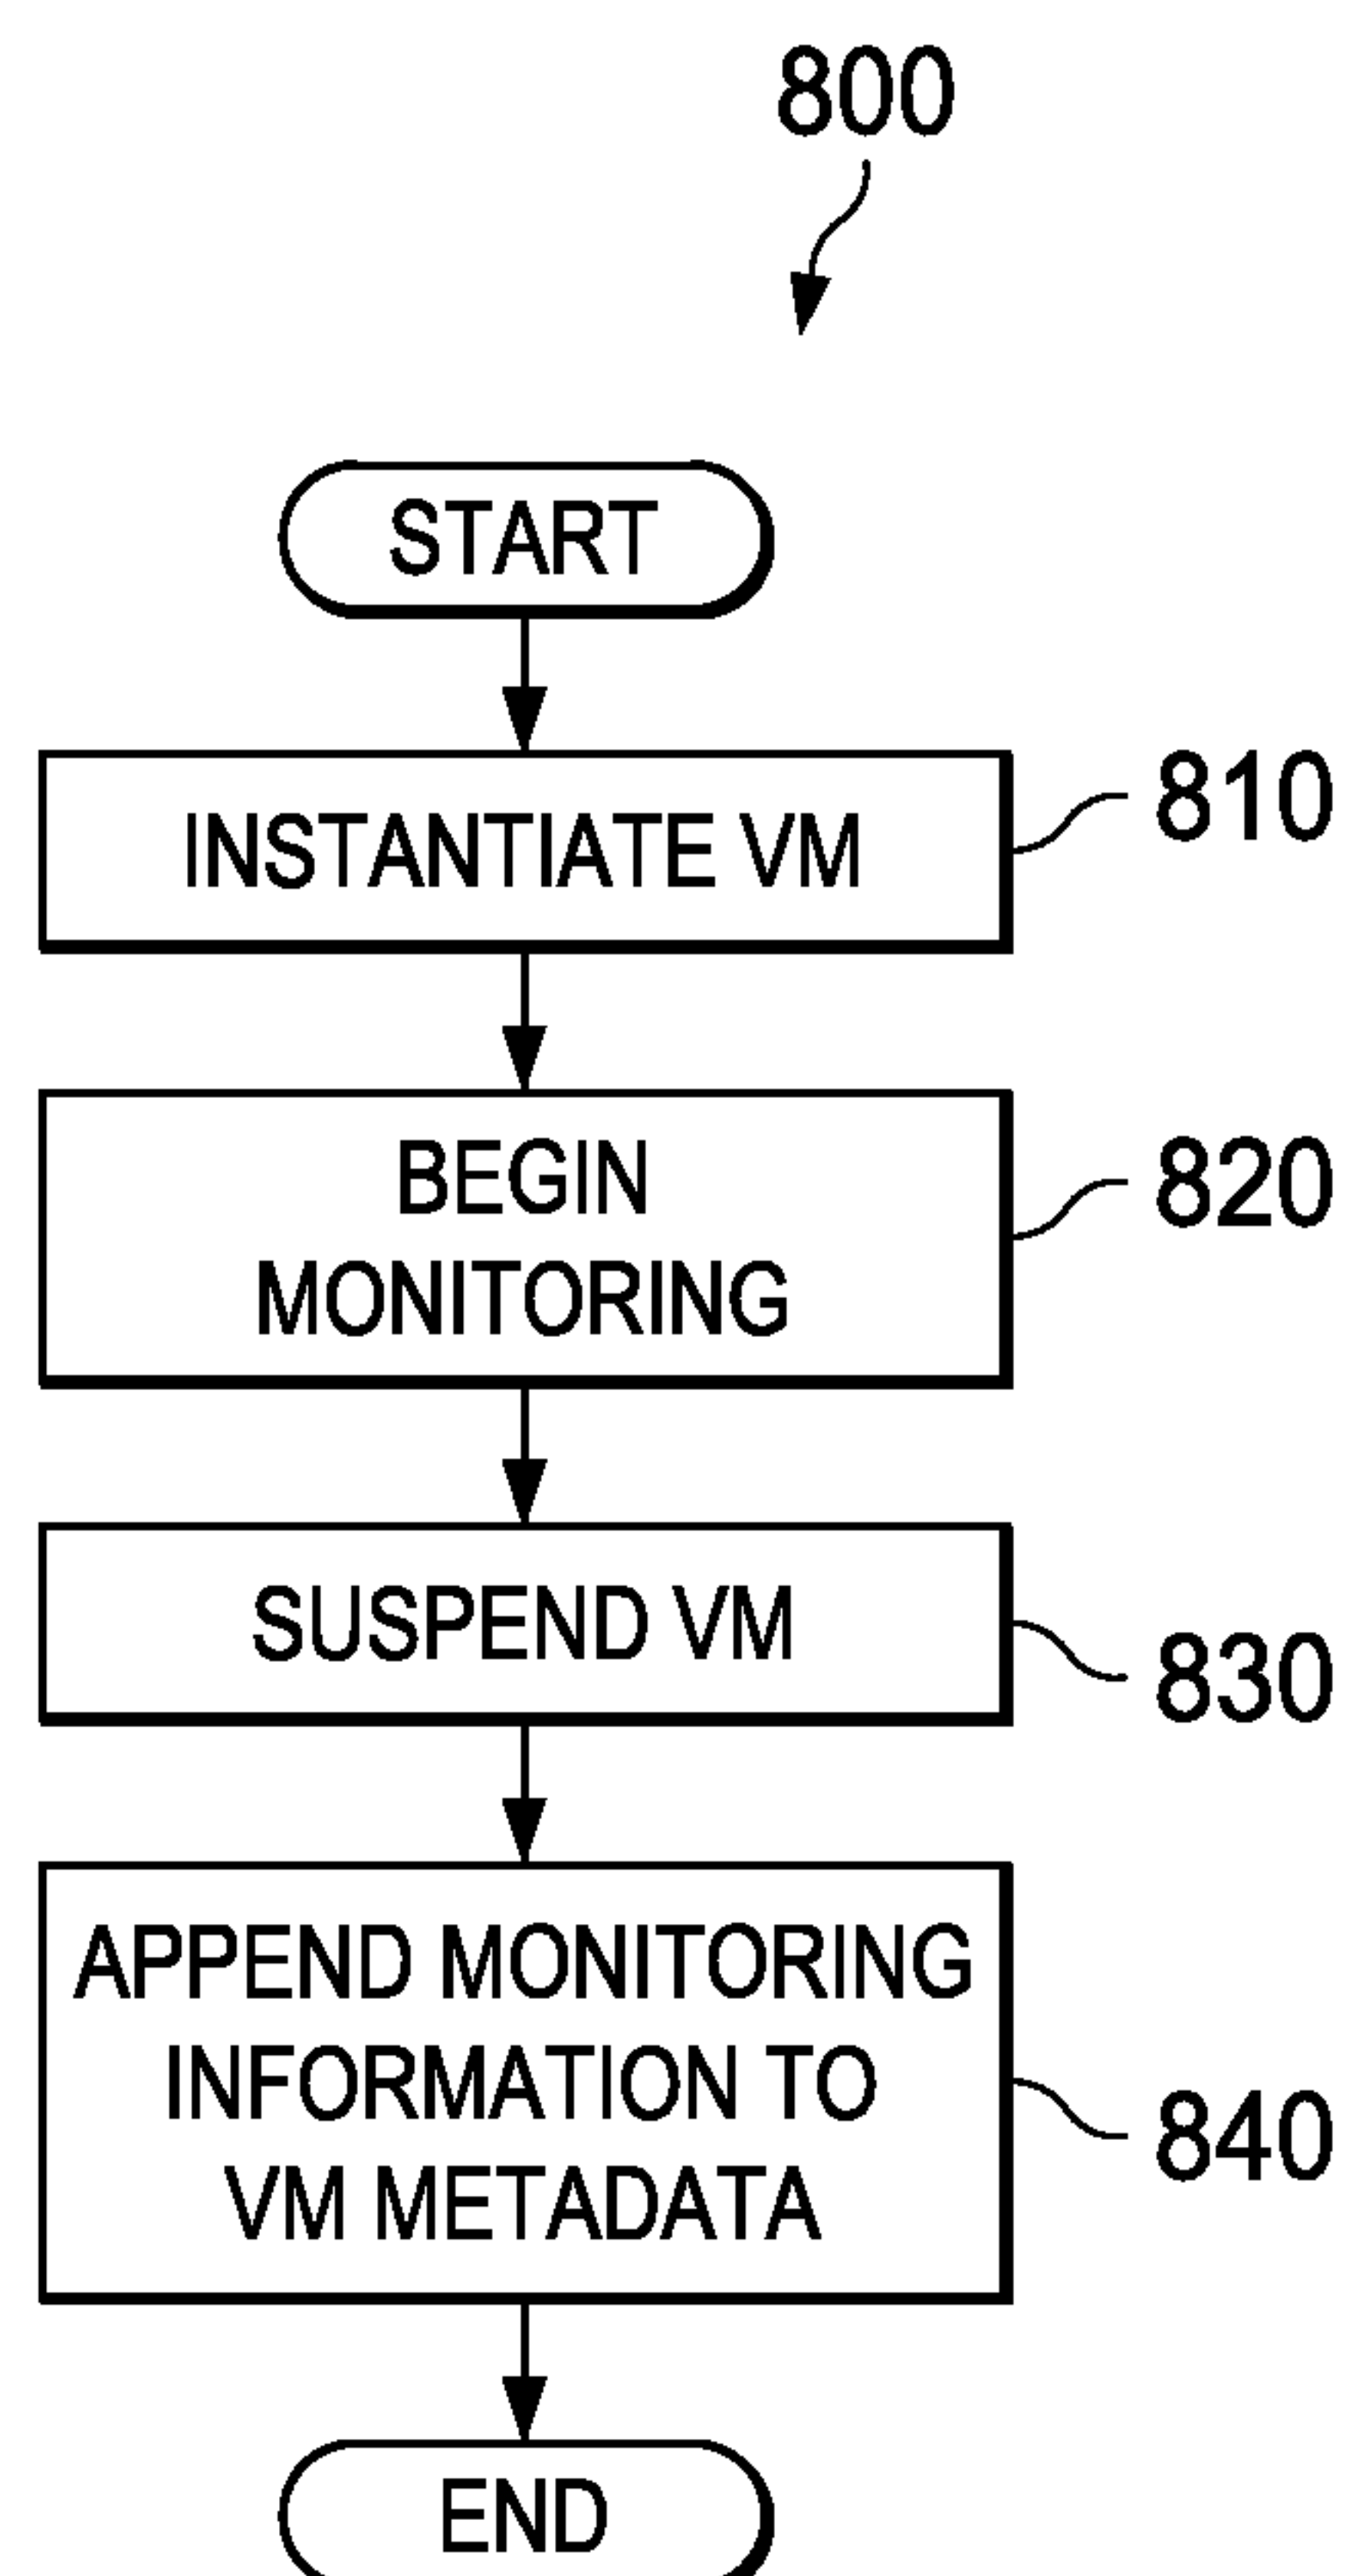 800
START
INSTANTIATE VM
810
BEGIN
MONITORING
820
SUSPEND VM
830
APPEND MONITORING
INFORMATION TO
VM METADATA
840
END